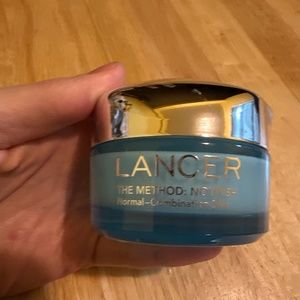 LANCER
THE METHOD: NOURISH
Normal-Combination Skin